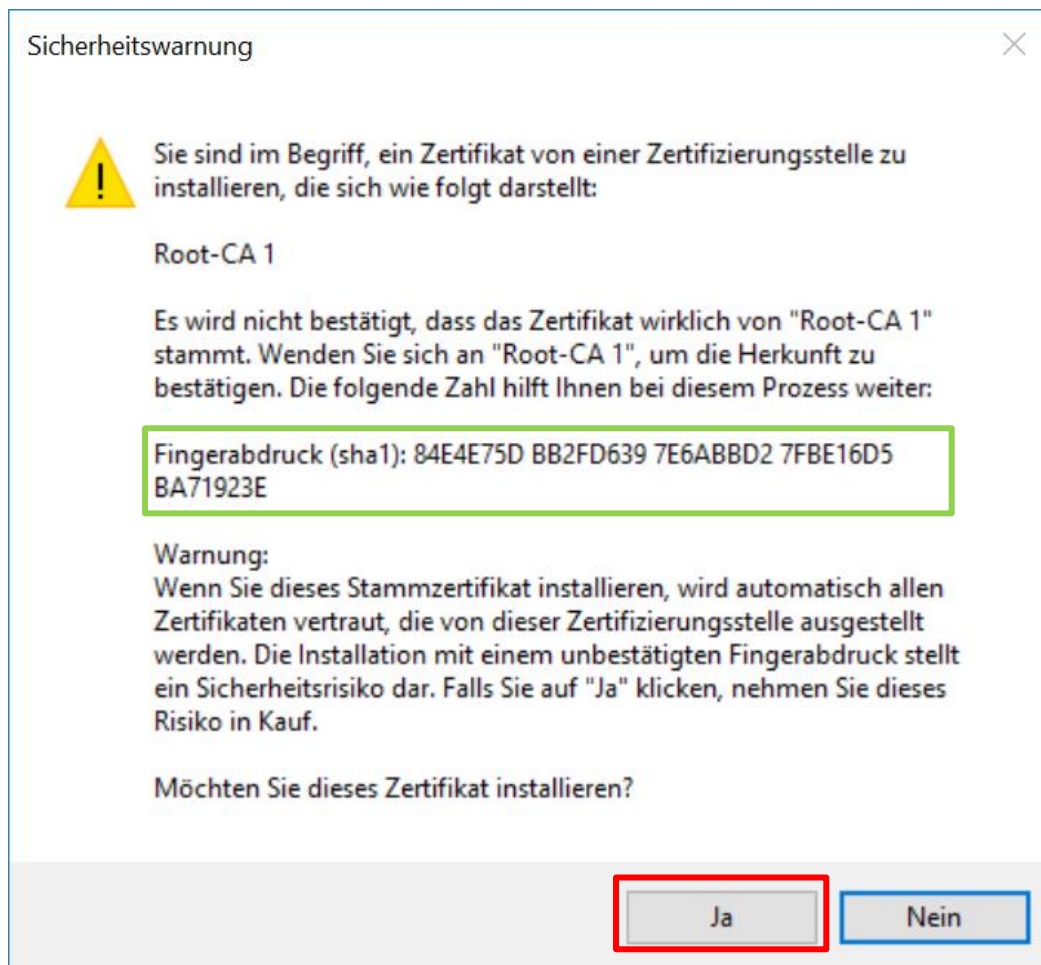 Sicherheitswarnung
Sie sind im Begriff, ein Zertifikat von einer Zertifizierungsstelle zu
installieren, die sich wie folgt darstellt:
Root-CA 1
Es wird nicht bestätigt, dass das Zertifikat wirklich von "Root-CA 1"
stammt. Wenden Sie sich an "Root-CA 1", um die Herkunft zu
bestätigen. Die folgende Zahl hilft Ihnen bei diesem Prozess weiter:
Fingerabdruck (sha1): 84E4E75D BB2FD639 7E6ABBD2 7FBE16D5
BA71923E
Warnung:
Wenn Sie dieses Stammzertifikat installieren, wird automatisch allen
Zertifikaten vertraut, die von dieser Zertifizierungsstelle ausgestellt
werden. Die Installation mit einem unbestätigten Fingerabdruck stellt
ein Sicherheitsrisiko dar. Falls Sie auf "Ja" klicken, nehmen Sie dieses
Risiko in Kauf.
Möchten Sie dieses Zertifikat installieren?
Ja Nein